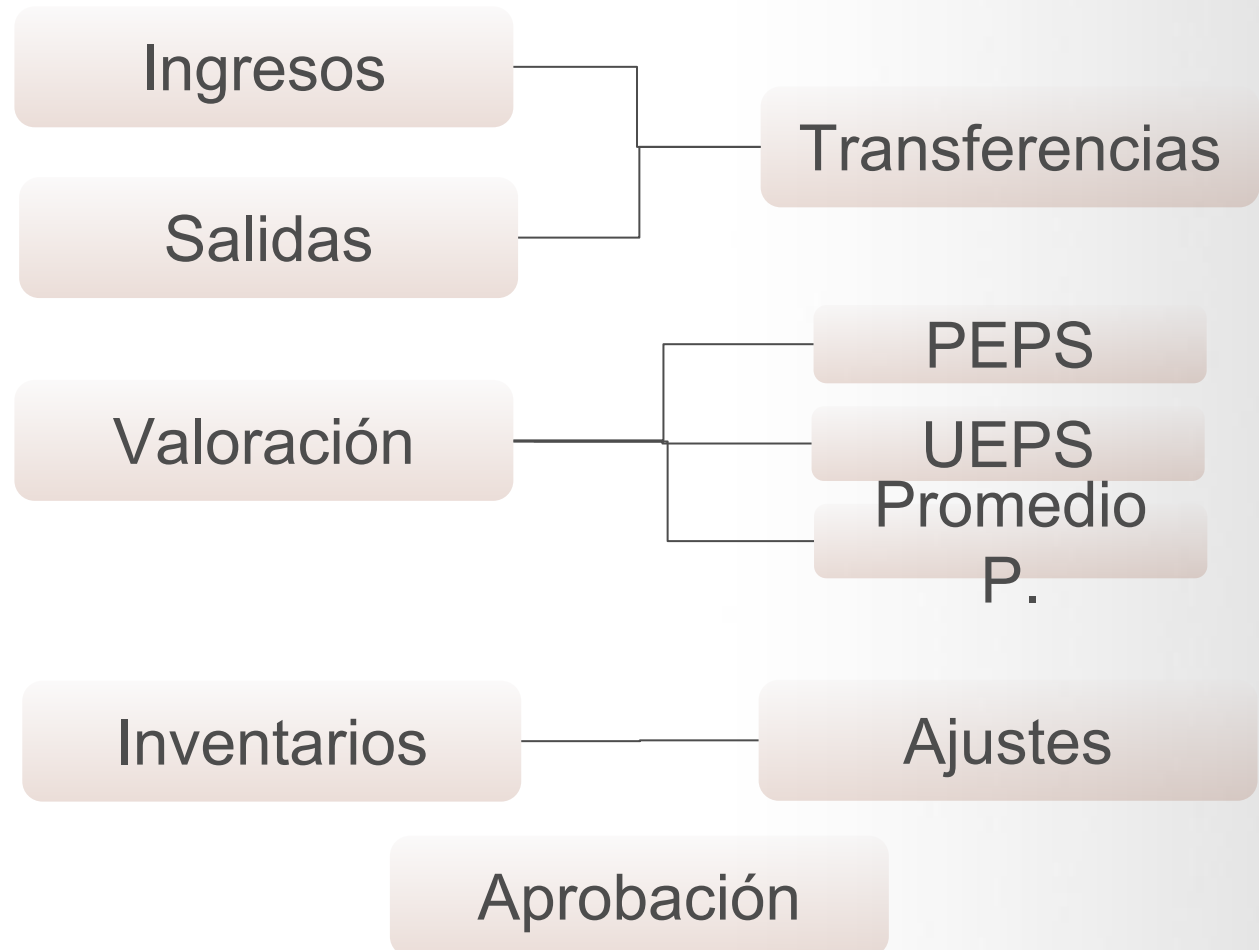 Ingresos
Transferencias
Salidas
PEPS
Valoración
UEPS
Promedio
P.
Inventarios
Ajustes
Aprobación